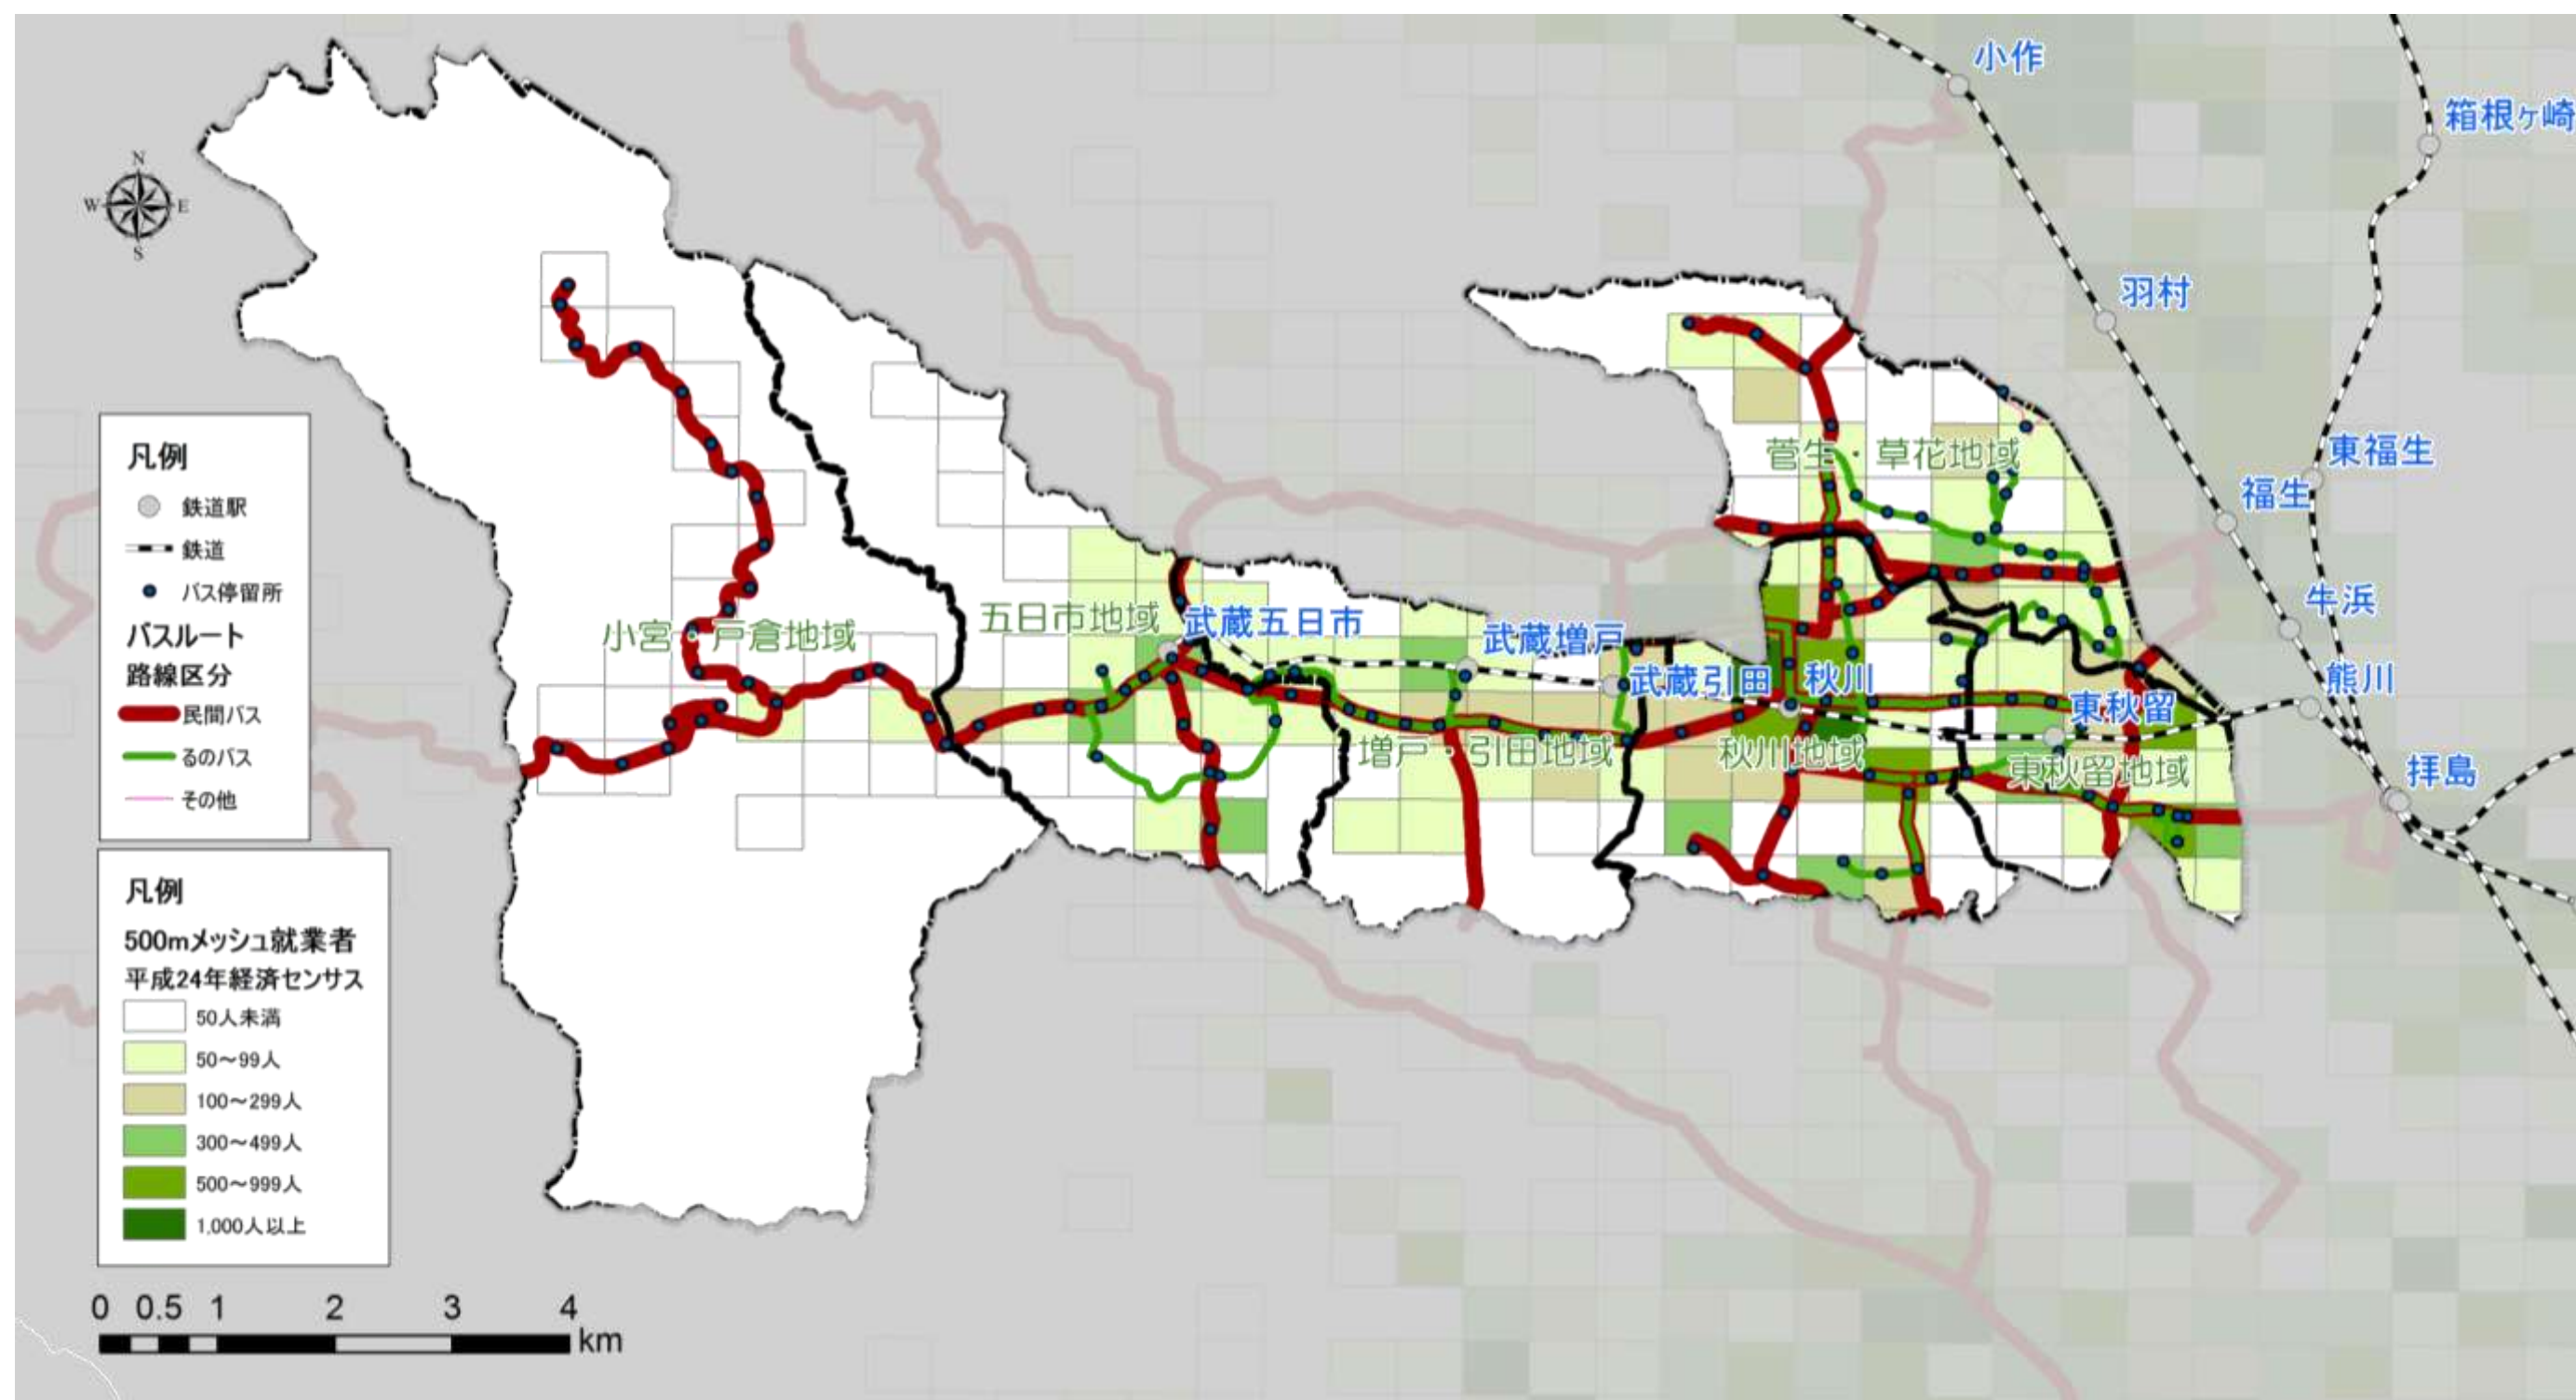 小作
箱根ヶ崎
N
W E
S
羽村
東福生
福生
牛浜
熊川
拝島
菅生・草花地域
小宮・戸倉地域
五日市地域
武蔵五日市
武蔵増戸
武蔵引田
秋川
東秋留
増戸・引田地域
秋川地域
東秋留地域
凡例
鉄道駅
鉄道
バス停留所
バスルート
路線区分
民間バス
るのバス
その他
凡例
500mメッシュ就業者
平成24年経済センサス
50人未満
50~99人
100~299人
300~499人
500~999人
1,000人以上
0 0.5 1 2 3 4
km